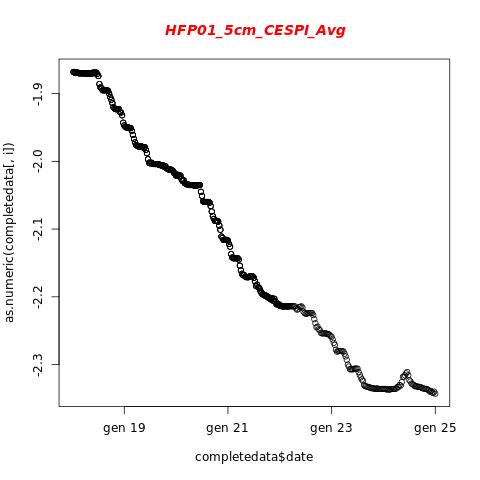 HFP01_5cm_CESPI_Avg
as.numeric(completedata[, i])
-1.9
-2.0
-2.1
-2.2
-2.3
gen 19
gen 21
gen 23
gen 25
completedata$date